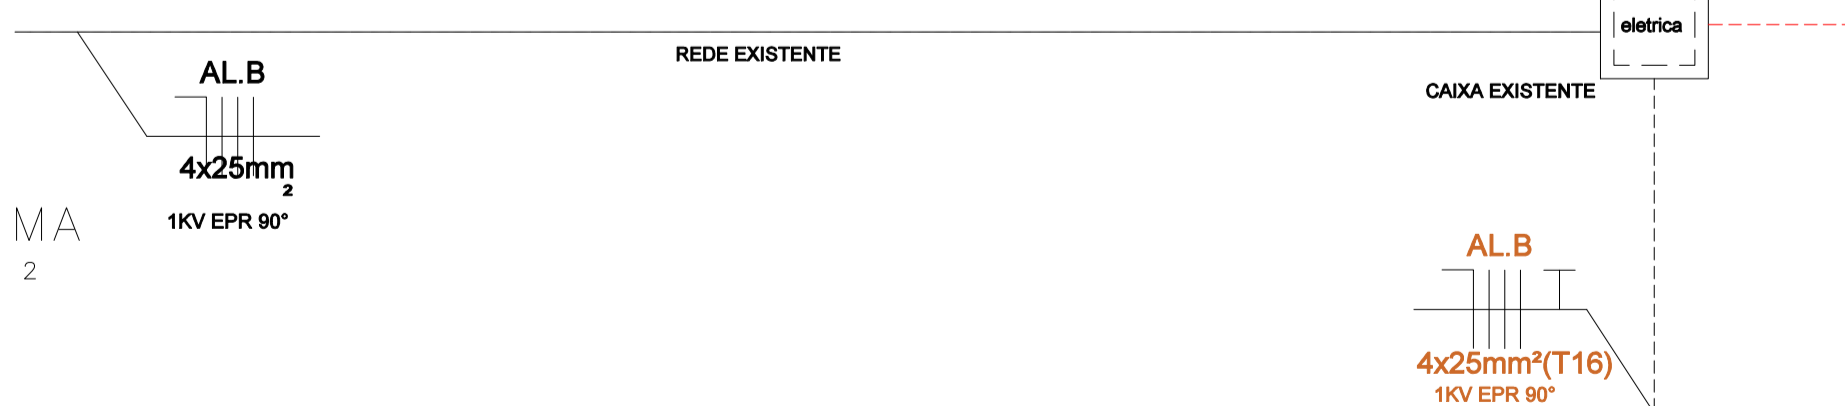 eletrica
REDE EXISTENTE
CAIXA EXISTENTE
AL.B
4x25mm
2
1KV EPR 90°
MA
2
AL.B
4x25mm²(T16)
1KV EPR 90°